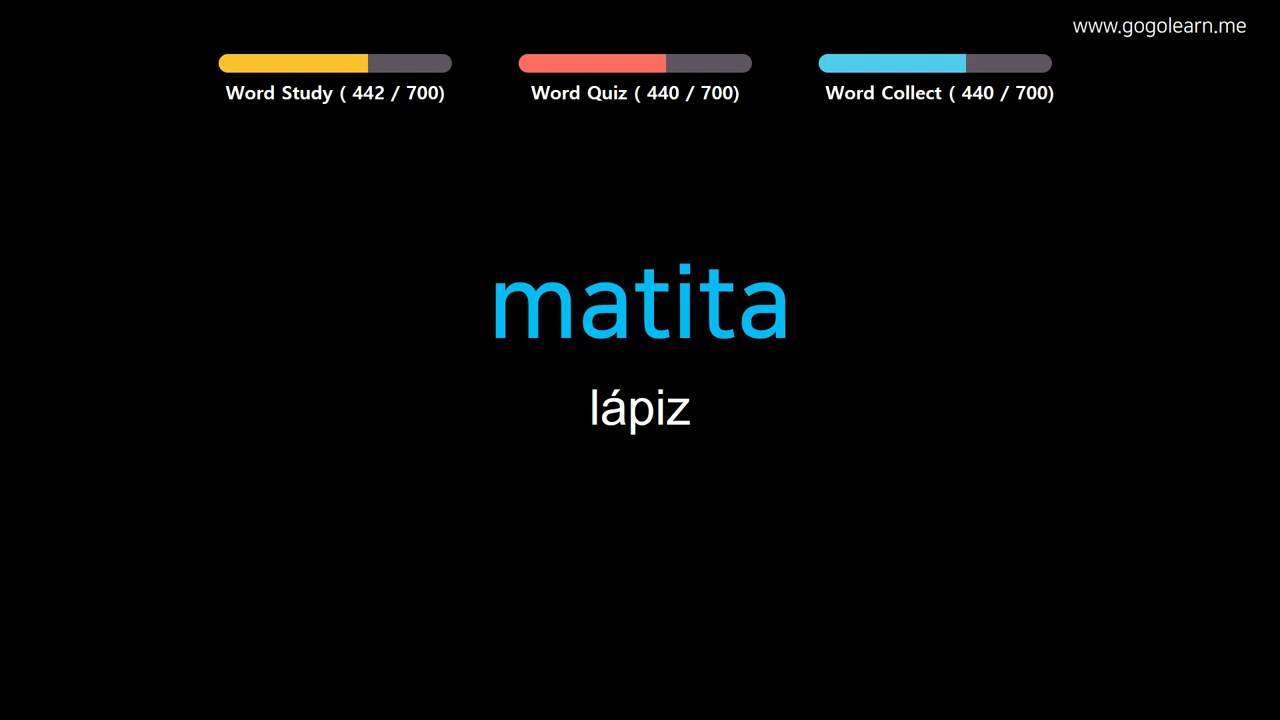 www.gogolearn.me
Word Study ( 442 / 700)
Word Quiz ( 440 / 700)
Word Collect ( 440 / 700)
matita
lápiz